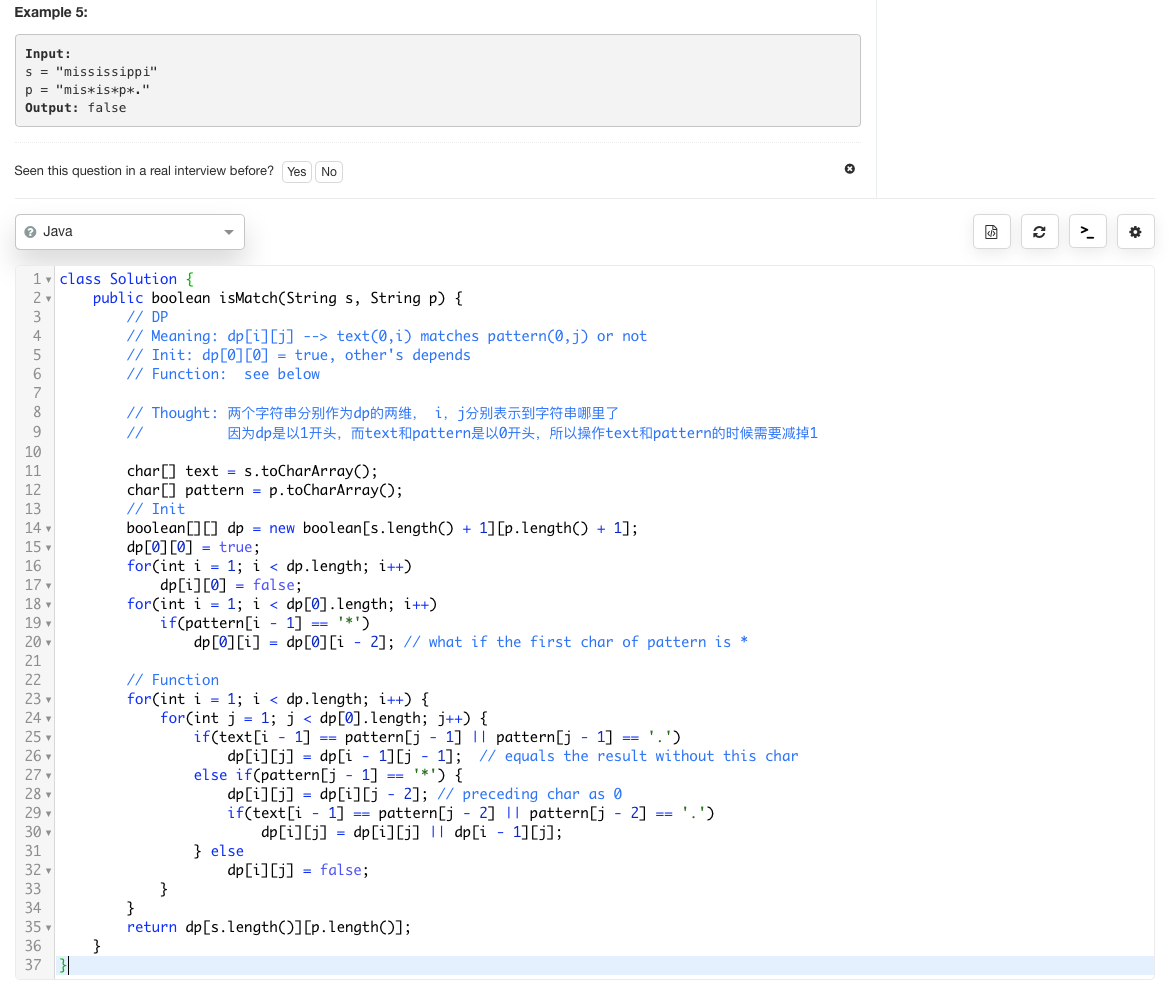 Example 5:
Input:
s = "mississippi"
p = "mis*is*p*."
Output: false
Seen this question in a real interview before? Yes No
Java
1 class Solution {
2     public boolean isMatch(String s, String p) {
3         // DP
4         // Meaning: dp[i][j] --> text(0,i) matches pattern(0,j) or not
5         // Init: dp[0][0] = true, other's depends
6         // Function:  see below
7
8         // Thought: 两个字符串分别作为dp的两维， i，j分别表示到字符串哪里了
9         //          因为dp是以1开头，而text和pattern是以0开头，所以操作text和pattern的时候需要减掉1
10
11         char[] text = s.toCharArray();
12         char[] pattern = p.toCharArray();
13         // Init
14         boolean[][] dp = new boolean[s.length() + 1][p.length() + 1];
15         dp[0][0] = true;
16         for(int i = 1; i < dp.length; i++)
17             dp[i][0] = false;
18         for(int i = 1; i < dp[0].length; i++)
19             if(pattern[i - 1] == '*')
20                 dp[0][i] = dp[0][i - 2]; // what if the first char of pattern is *
21
22         // Function
23         for(int i = 1; i < dp.length; i++) {
24             for(int j = 1; j < dp[0].length; j++) {
25                 if(text[i - 1] == pattern[j - 1] || pattern[j - 1] == '.')
26                     dp[i][j] = dp[i - 1][j - 1];  // equals the result without this char
27                 else if(pattern[j - 1] == '*') {
28                     dp[i][j] = dp[i][j - 2]; // preceding char as 0
29                     if(text[i - 1] == pattern[j - 2] || pattern[j - 2] == '.')
30                         dp[i][j] = dp[i][j] || dp[i - 1][j];
31                 } else
32                     dp[i][j] = false;
33             }
34         }
35         return dp[s.length()][p.length()];
36     }
37 }